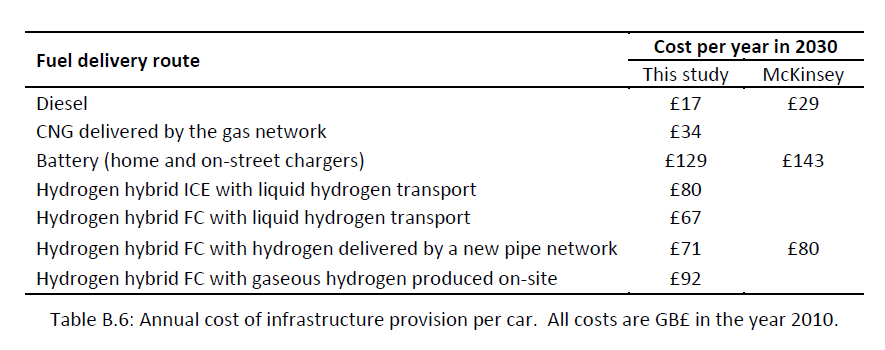 Fuel delivery route
Cost per year in 2030
This study McKinsey
Diesel £17 £29
CNG delivered by the gas network £34
Battery (home and on-street chargers) £129 £143
Hydrogen hybrid ICE with liquid hydrogen transport £80
Hydrogen hybrid FC with liquid hydrogen transport £67
Hydrogen hybrid FC with hydrogen delivered by a new pipe network £71 £80
Hydrogen hybrid FC with gaseous hydrogen produced on-site £92
Table B.6: Annual cost of infrastructure provision per car. All costs are GB£ in the year 2010.